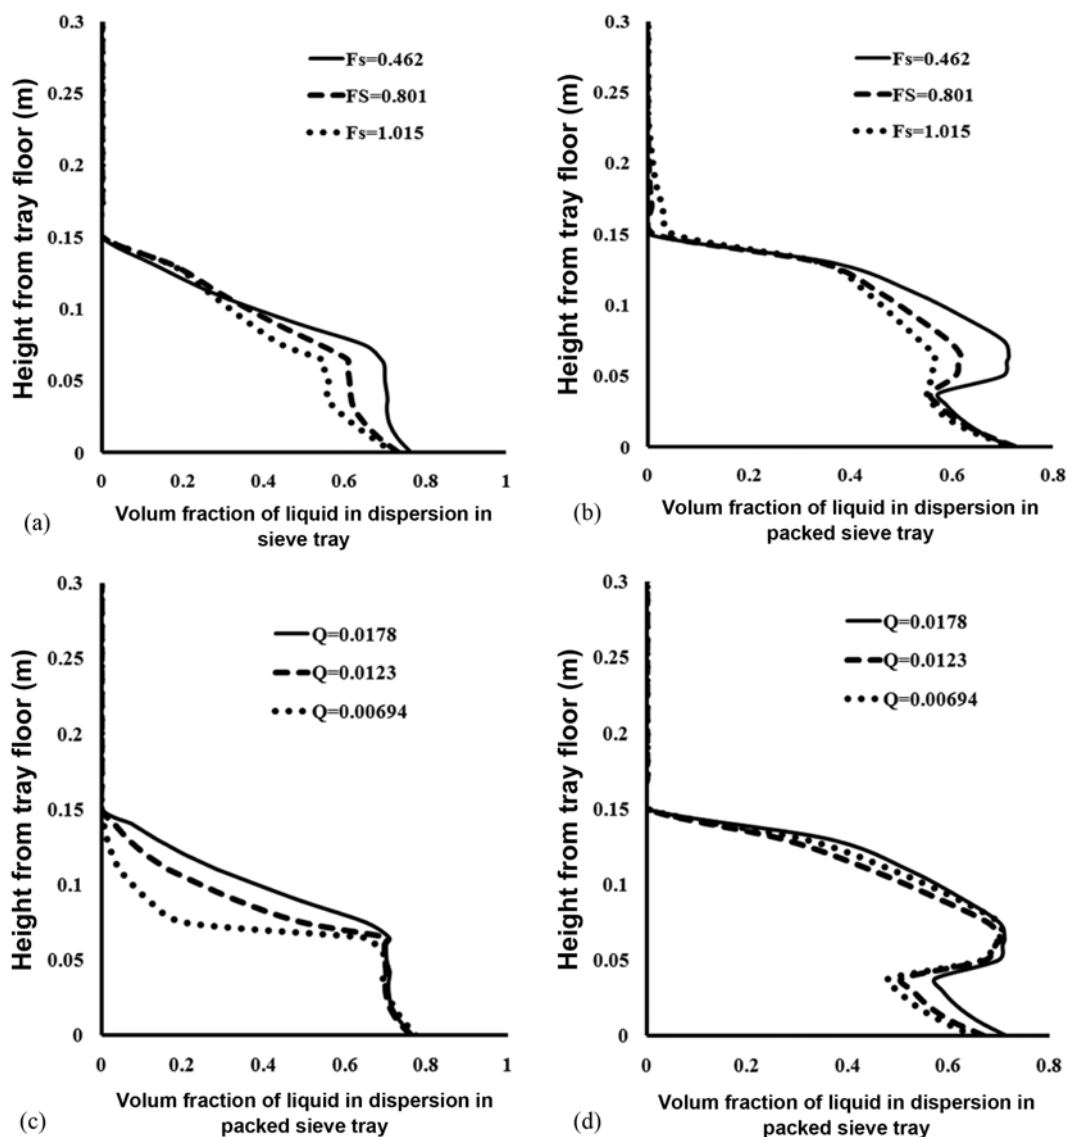 0.3
0.25
0.2
0.15
0.1
0.05
0
Height from tray floor (m)
Fs=0.462
FS=0.801
Fs=1.015
0 0.2 0.4 0.6 0.8 1
(a)
Volum fraction of liquid in dispersion in
sieve tray
0.3
0.25
0.2
0.15
0.1
0.05
0
Height from tray floor (m)
Fs=0.462
FS=0.801
Fs=1.015
0 0.2 0.4 0.6 0.8
(b)
Volum fraction of liquid in dispersion in
packed sieve tray
0.3
0.25
0.2
0.15
0.1
0.05
0
Height from tray floor (m)
Q=0.0178
Q=0.0123
Q=0.00694
0 0.2 0.4 0.6 0.8 1
(c)
Volum fraction of liquid in dispersion in
packed sieve tray
0.3
0.25
0.2
0.15
0.1
0.05
0
Height from tray floor (m)
Q=0.0178
Q=0.0123
Q=0.00694
0 0.2 0.4 0.6 0.8
(d)
Volum fraction of liquid in dispersion in
packed sieve tray